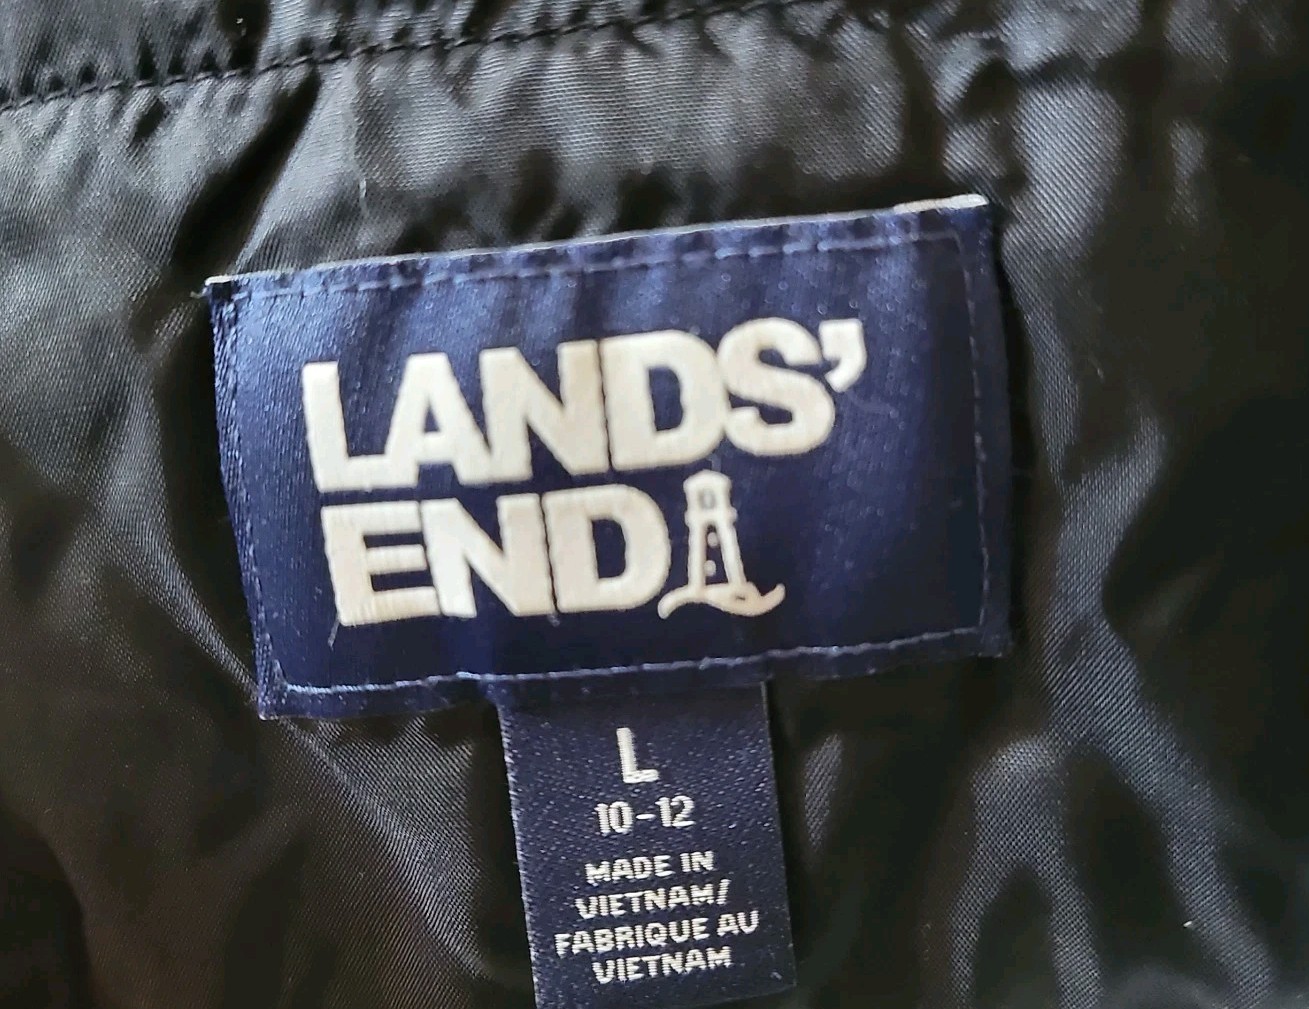 LANDS’
END
L
10-12
MADE IN
VIETNAM/
FABRIQUE AU
VIETNAM